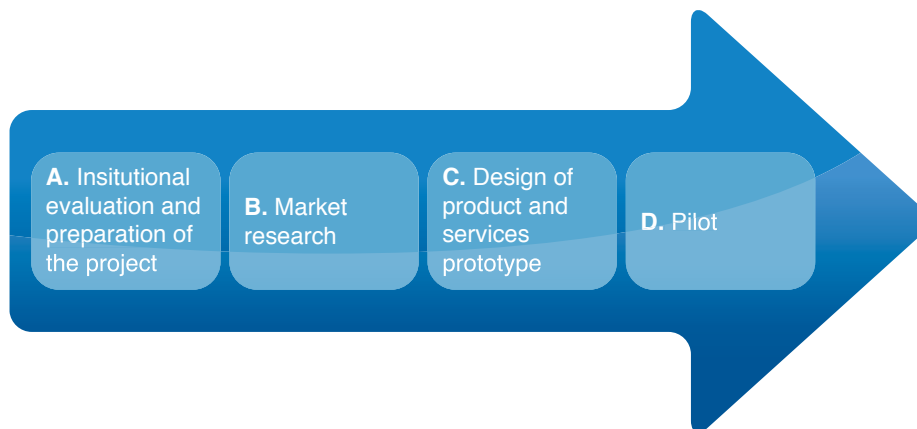 A. Insitutional
evaluation and
preparation of
the project
B. Market
research
C. Design of
product and
services
prototype
D. Pilot